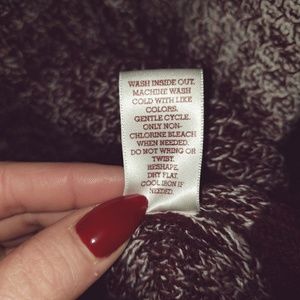 WASH INSIDE OUT.
MACHINE WASH
COLD WITH LIKE
COLORS.
GENTLE CYCLE.
ONLY NON-
CHLORINE BLEACH
WHEN NEEDED.
DO NOT WRING OR
TWIST.
RESHAPE,
DRY FLAT.
COOL IRON IF
NEEDED.